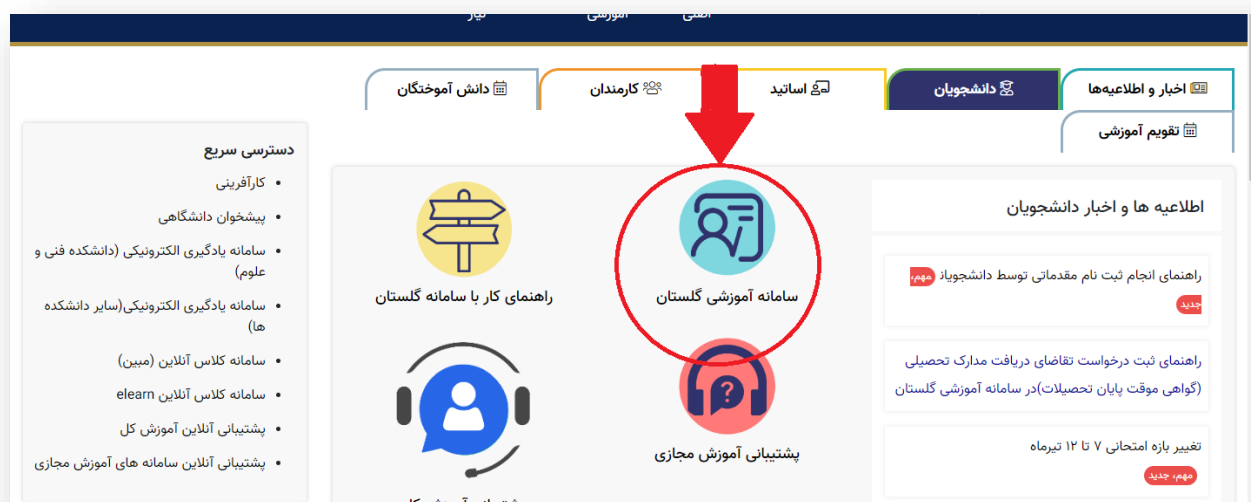 اصلی
آموزشی
نیاز
اخبار و اطلاعیه‌ها
دانشجویان
اساتید
کارمندان
دانش آموختگان
تقویم آموزشی
اطلاعیه ها و اخبار دانشجویان
راهنمای انجام ثبت نام مقدماتی توسط دانشجویان مهم،
جدید
راهنمای ثبت درخواست تقاضای دریافت مدارک تحصیلی
(گواهی موقت پایان تحصیلات)در سامانه آموزشی گلستان
تغییر بازه امتحانی ۷ تا ۱۲ تیرماه
مهم، جدید
سامانه آموزشی گلستان
راهنمای کار با سامانه گلستان
پشتیبانی آموزش مجازی
دسترسی سریع
کارآفرینی
پیشخوان دانشگاهی
سامانه یادگیری الکترونیکی (دانشکده فنی و
علوم)
سامانه یادگیری الکترونیکی(سایر دانشکده
ها)
سامانه کلاس آنلاین (مبین)
سامانه کلاس آنلاین elearn
پشتیبانی آنلاین آموزش کل
پشتیبانی آنلاین سامانه های آموزش مجازی